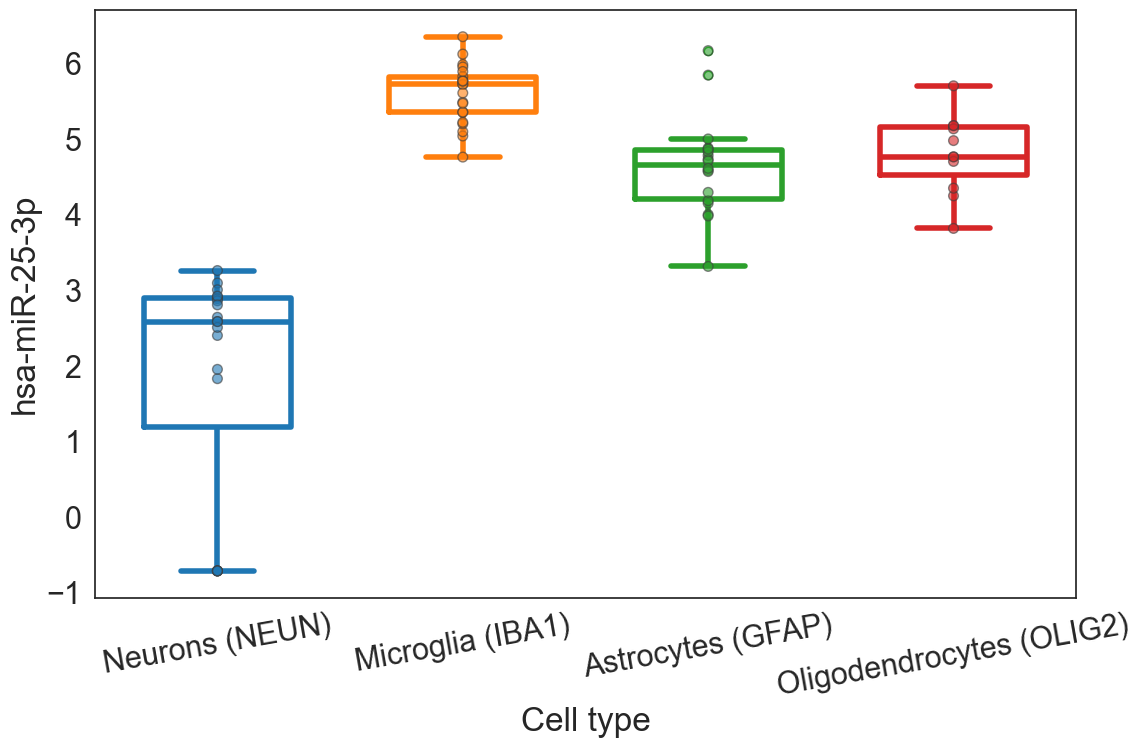 hsa-miR-25-3p
6
5
4
3
2
1
0
−1
Neurons (NEUN)
Microglia (IBA1)
Astrocytes (GFAP)
Oligodendrocytes (OLIG2)
Cell type